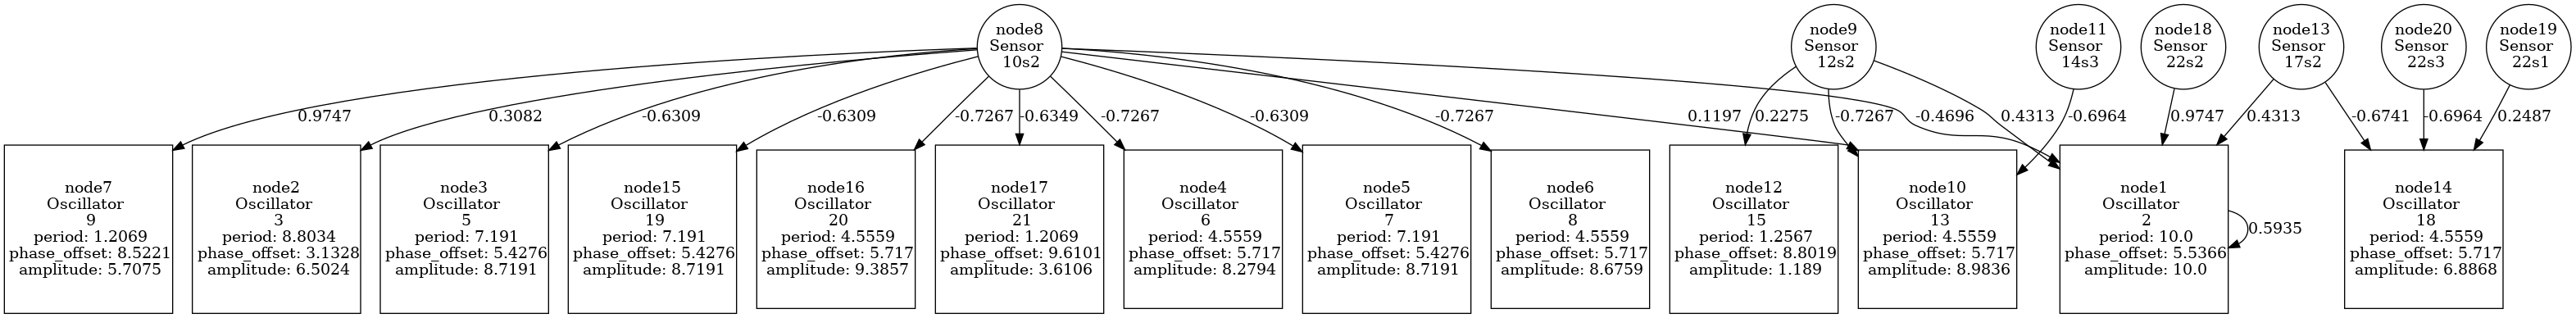 node8
Sensor
10s2
node9
Sensor
12s2
node11
Sensor
14s3
node18
Sensor
22s2
node13
Sensor
17s2
node20
Sensor
22s3
node19
Sensor
22s1
0.9747
0.3082
-0.6309
-0.6309
-0.7267
-0.6349
-0.7267
-0.6309
-0.7267
0.1197
-0.4696
0.2275
-0.7267
0.4313
-0.6964
0.9747
0.4313
-0.6741
-0.6964
0.2487
node7
Oscillator
9
period: 1.2069
phase_offset: 8.5221
amplitude: 5.7075
node2
Oscillator
3
period: 8.8034
phase_offset: 3.1328
amplitude: 6.5024
node3
Oscillator
5
period: 7.191
phase_offset: 5.4276
amplitude: 8.7191
node15
Oscillator
19
period: 7.191
phase_offset: 5.4276
amplitude: 8.7191
node16
Oscillator
20
period: 4.5559
phase_offset: 5.717
amplitude: 9.3857
node17
Oscillator
21
period: 1.2069
phase_offset: 9.6101
amplitude: 3.6106
node4
Oscillator
6
period: 4.5559
phase_offset: 5.717
amplitude: 8.2794
node5
Oscillator
7
period: 7.191
phase_offset: 5.4276
amplitude: 8.7191
node6
Oscillator
8
period: 4.5559
phase_offset: 5.717
amplitude: 8.6759
node12
Oscillator
15
period: 1.2567
phase_offset: 8.8019
amplitude: 1.189
node10
Oscillator
13
period: 4.5559
phase_offset: 5.717
amplitude: 8.9836
node1
Oscillator
2
period: 10.0
phase_offset: 5.5366
amplitude: 10.0
0.5935
node14
Oscillator
18
period: 4.5559
phase_offset: 5.717
amplitude: 6.8868